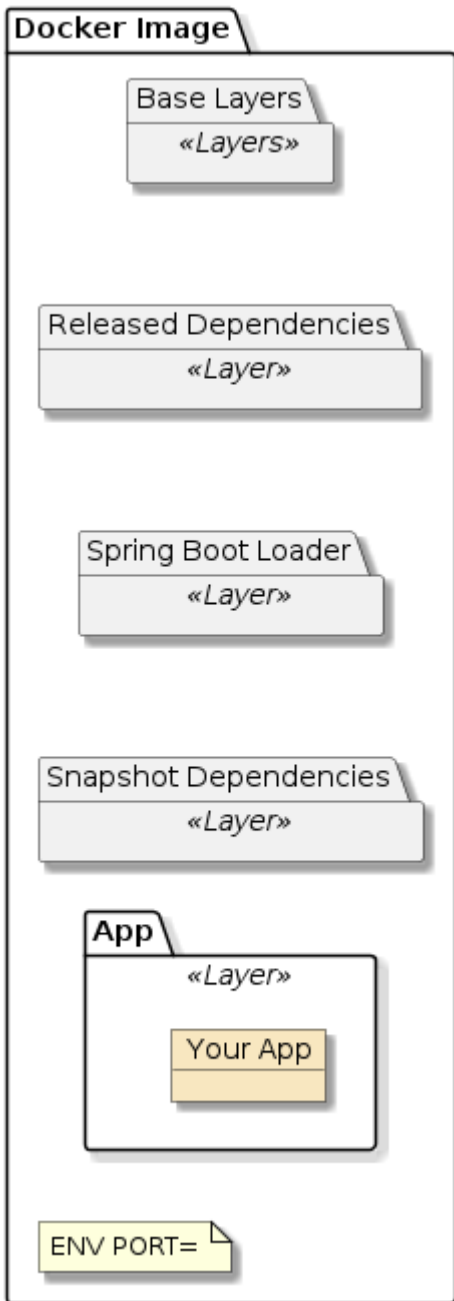 Docker Image
Base Layers
«Layers»
Released Dependencies
«Layer»
Spring Boot Loader
«Layer»
Snapshot Dependencies
«Layer»
App
«Layer»
Your App
ENV PORT=